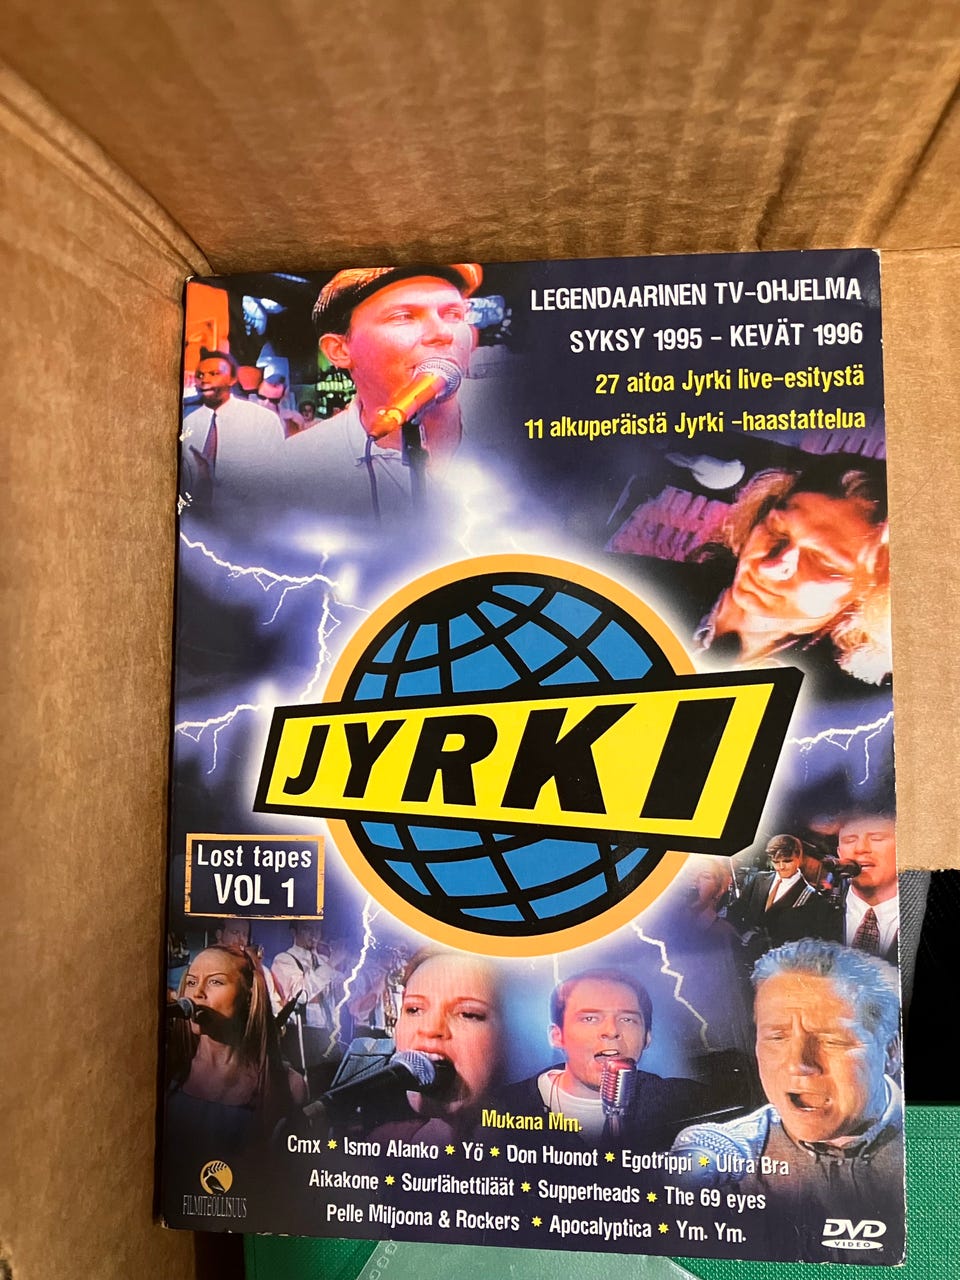 LEGENDAARINEN TV-OHJELMA
SYKSY 1995 - KEVÄT 1996
27 aitoa Jyrki live-esitystä
11 alkuperäistä Jyrki -haastattelua
JYRKI
Lost tapes
VOL 1
Mukana Mm.
Cmx * Ismo Alanko * Yö * Don Huonot * Egotrippi * Ultra Bra
Aikakone * Suurlähettiläät * Supperheads * The 69 eyes
Pelle Miljoona & Rockers * Apocalyptica * Ym. Ym.
FILMITEOLLISUUS
DVD
VIDEO